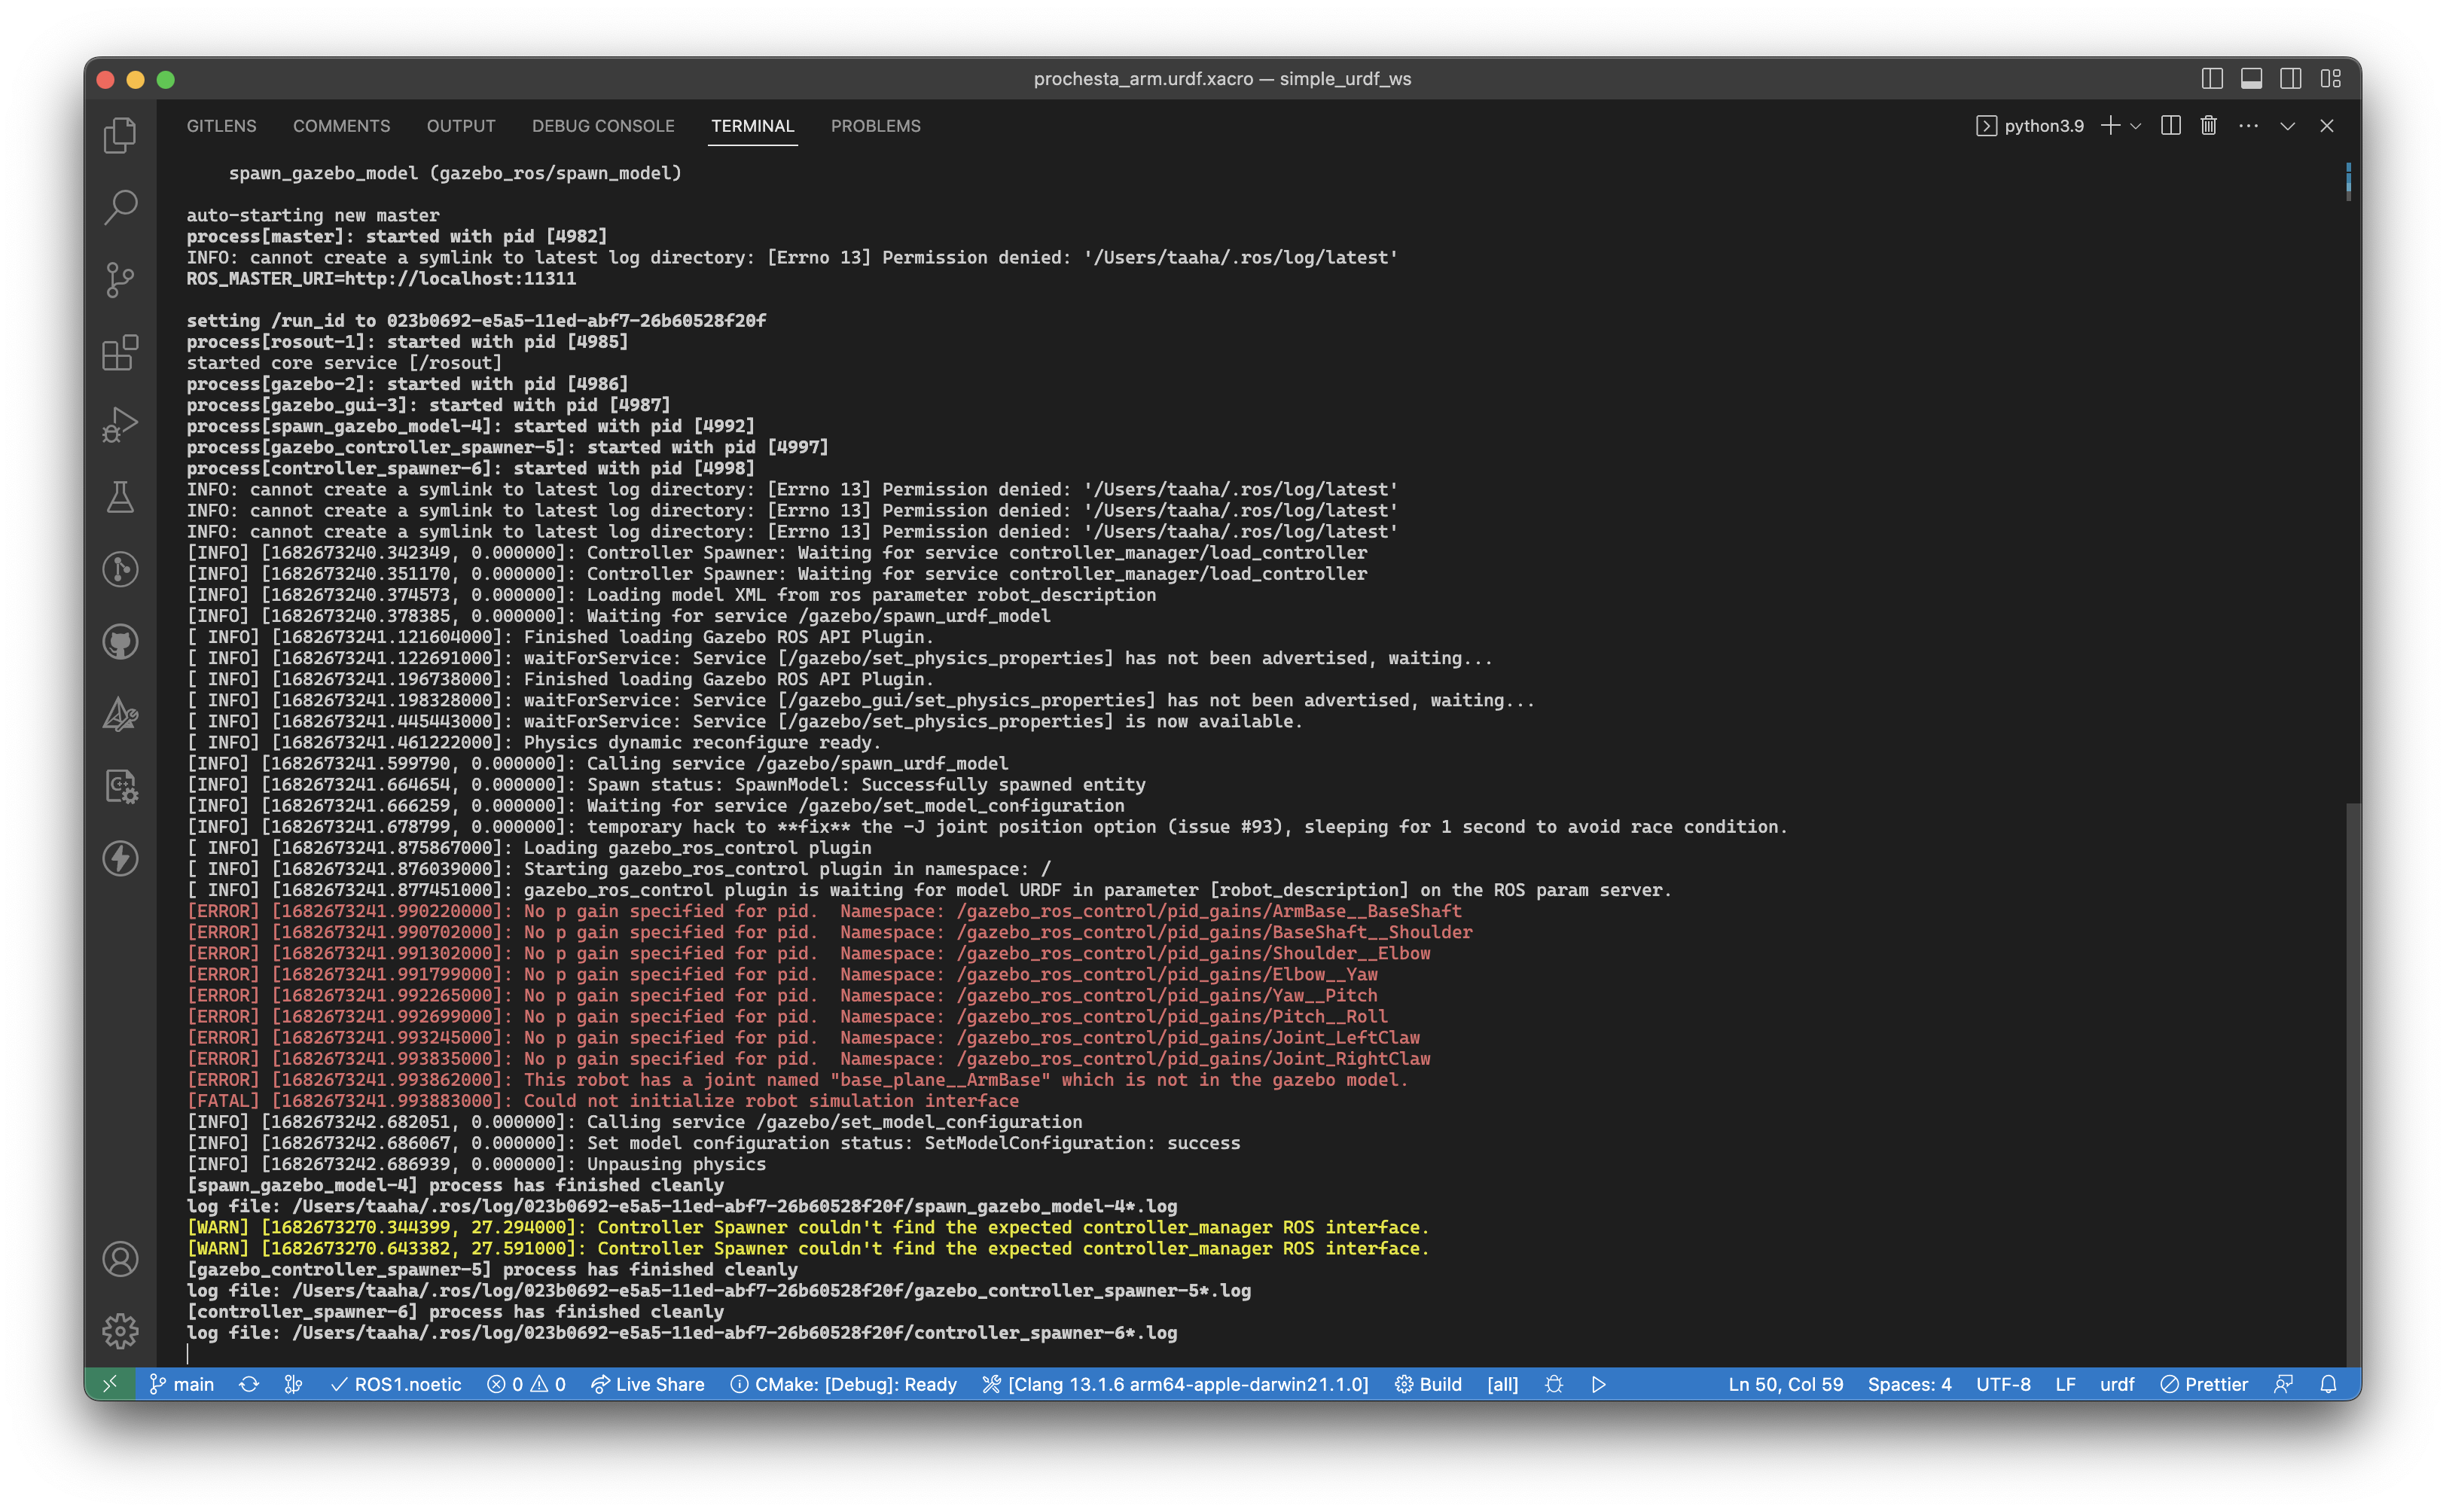 prochesta_arm.urdf.xacro — simple_urdf_ws
GITLENS COMMENTS OUTPUT DEBUG CONSOLE TERMINAL PROBLEMS python3.9
spawn_gazebo_model (gazebo_ros/spawn_model)
auto-starting new master
process[master]: started with pid [4982]
INFO: cannot create a symlink to latest log directory: [Errno 13] Permission denied: '/Users/taaha/.ros/log/latest'
ROS_MASTER_URI=http://localhost:11311
setting /run_id to 023b0692-e5a5-11ed-abf7-26b60528f20f
process[rosout-1]: started with pid [4985]
started core service [/rosout]
process[gazebo-2]: started with pid [4986]
process[gazebo_gui-3]: started with pid [4987]
process[spawn_gazebo_model-4]: started with pid [4992]
process[gazebo_controller_spawner-5]: started with pid [4997]
process[controller_spawner-6]: started with pid [4998]
INFO: cannot create a symlink to latest log directory: [Errno 13] Permission denied: '/Users/taaha/.ros/log/latest'
INFO: cannot create a symlink to latest log directory: [Errno 13] Permission denied: '/Users/taaha/.ros/log/latest'
INFO: cannot create a symlink to latest log directory: [Errno 13] Permission denied: '/Users/taaha/.ros/log/latest'
[INFO] [1682673240.342349, 0.000000]: Controller Spawner: Waiting for service controller_manager/load_controller
[INFO] [1682673240.351170, 0.000000]: Controller Spawner: Waiting for service controller_manager/load_controller
[INFO] [1682673240.374573, 0.000000]: Loading model XML from ros parameter robot_description
[INFO] [1682673240.378385, 0.000000]: Waiting for service /gazebo/spawn_urdf_model
[ INFO] [1682673241.121604000]: Finished loading Gazebo ROS API Plugin.
[ INFO] [1682673241.122691000]: waitForService: Service [/gazebo/set_physics_properties] has not been advertised, waiting...
[ INFO] [1682673241.196738000]: Finished loading Gazebo ROS API Plugin.
[ INFO] [1682673241.198328000]: waitForService: Service [/gazebo_gui/set_physics_properties] has not been advertised, waiting...
[ INFO] [1682673241.445443000]: waitForService: Service [/gazebo/set_physics_properties] is now available.
[ INFO] [1682673241.461222000]: Physics dynamic reconfigure ready.
[INFO] [1682673241.599790, 0.000000]: Calling service /gazebo/spawn_urdf_model
[INFO] [1682673241.664654, 0.000000]: Spawn status: SpawnModel: Successfully spawned entity
[INFO] [1682673241.666259, 0.000000]: Waiting for service /gazebo/set_model_configuration
[INFO] [1682673241.678799, 0.000000]: temporary hack to **fix** the -J joint position option (issue #93), sleeping for 1 second to avoid race condition.
[ INFO] [1682673241.875867000]: Loading gazebo_ros_control plugin
[ INFO] [1682673241.876039000]: Starting gazebo_ros_control plugin in namespace: /
[ INFO] [1682673241.877451000]: gazebo_ros_control plugin is waiting for model URDF in parameter [robot_description] on the ROS param server.
[ERROR] [1682673241.990220000]: No p gain specified for pid.  Namespace: /gazebo_ros_control/pid_gains/ArmBase__BaseShaft
[ERROR] [1682673241.990702000]: No p gain specified for pid.  Namespace: /gazebo_ros_control/pid_gains/BaseShaft__Shoulder
[ERROR] [1682673241.991302000]: No p gain specified for pid.  Namespace: /gazebo_ros_control/pid_gains/Shoulder__Elbow
[ERROR] [1682673241.991799000]: No p gain specified for pid.  Namespace: /gazebo_ros_control/pid_gains/Elbow__Yaw
[ERROR] [1682673241.992265000]: No p gain specified for pid.  Namespace: /gazebo_ros_control/pid_gains/Yaw__Pitch
[ERROR] [1682673241.992699000]: No p gain specified for pid.  Namespace: /gazebo_ros_control/pid_gains/Pitch__Roll
[ERROR] [1682673241.993245000]: No p gain specified for pid.  Namespace: /gazebo_ros_control/pid_gains/Joint_LeftClaw
[ERROR] [1682673241.993835000]: No p gain specified for pid.  Namespace: /gazebo_ros_control/pid_gains/Joint_RightClaw
[ERROR] [1682673241.993862000]: This robot has a joint named "base_plane__ArmBase" which is not in the gazebo model.
[FATAL] [1682673241.993883000]: Could not initialize robot simulation interface
[INFO] [1682673242.682051, 0.000000]: Calling service /gazebo/set_model_configuration
[INFO] [1682673242.686067, 0.000000]: Set model configuration status: SetModelConfiguration: success
[INFO] [1682673242.686939, 0.000000]: Unpausing physics
[spawn_gazebo_model-4] process has finished cleanly
log file: /Users/taaha/.ros/log/023b0692-e5a5-11ed-abf7-26b60528f20f/spawn_gazebo_model-4*.log
[WARN] [1682673270.344399, 27.294000]: Controller Spawner couldn't find the expected controller_manager ROS interface.
[WARN] [1682673270.643382, 27.591000]: Controller Spawner couldn't find the expected controller_manager ROS interface.
[gazebo_controller_spawner-5] process has finished cleanly
log file: /Users/taaha/.ros/log/023b0692-e5a5-11ed-abf7-26b60528f20f/gazebo_controller_spawner-5*.log
[controller_spawner-6] process has finished cleanly
log file: /Users/taaha/.ros/log/023b0692-e5a5-11ed-abf7-26b60528f20f/controller_spawner-6*.log
main ROS1.noetic 0 0 Live Share CMake: [Debug]: Ready [Clang 13.1.6 arm64-apple-darwin21.1.0] Build [all] Ln 50, Col 59 Spaces: 4 UTF-8 LF urdf Prettier